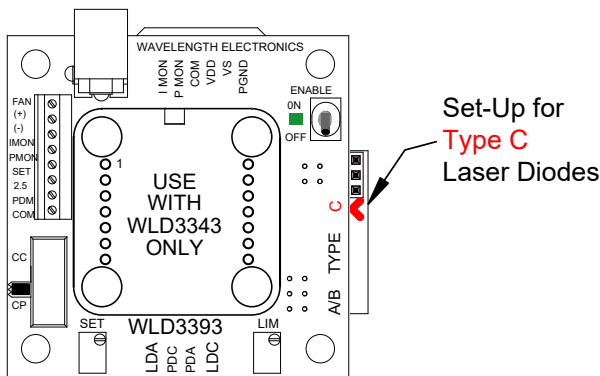 WAVELENGTH ELECTRONICS
I MON
P MON
COM
VDD
VS
PGND
ENABLE
ON
OFF
FAN
(+)
(-)
IMON
PMON
SET
2.5
PDM
COM
1
USE
WITH
WLD3343
ONLY
C
TYPE
A/B
CC
CP
SET
WLD3393
LIM
LDA
PDC
PDA
LDC
Set-Up for
Type C
Laser Diodes